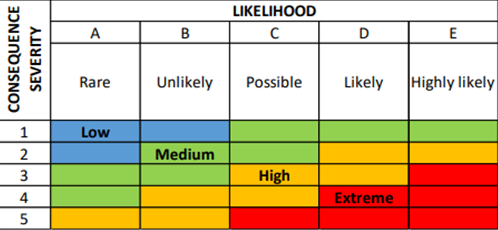 CONSEQUENCE SEVERITY
LIKELIHOOD
A B C D E
Rare Unlikely Possible Likely Highly likely
1 Low
2 Medium
3 High
4 Extreme
5